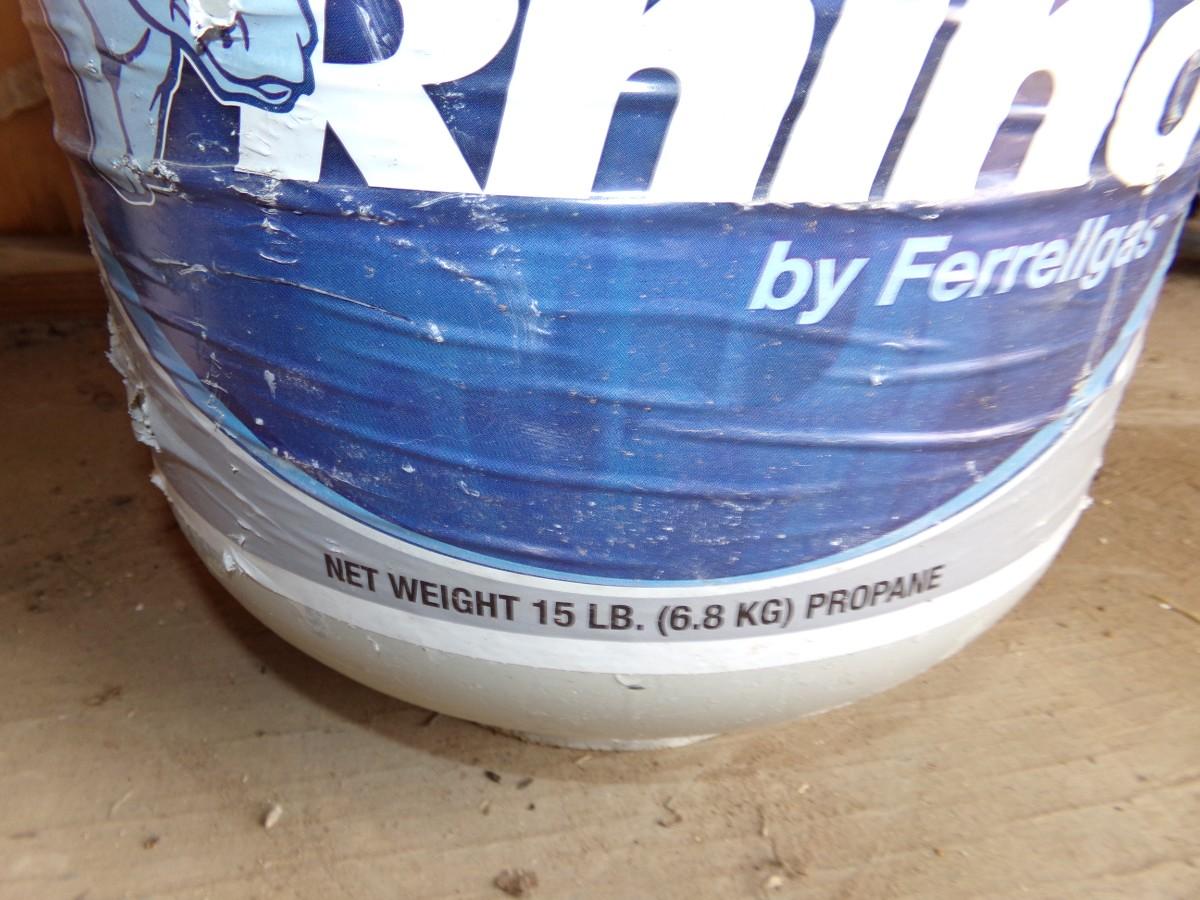 Rhino
by Ferrellgas
NET WEIGHT 15 LB. (6.8 KG) PROPANE